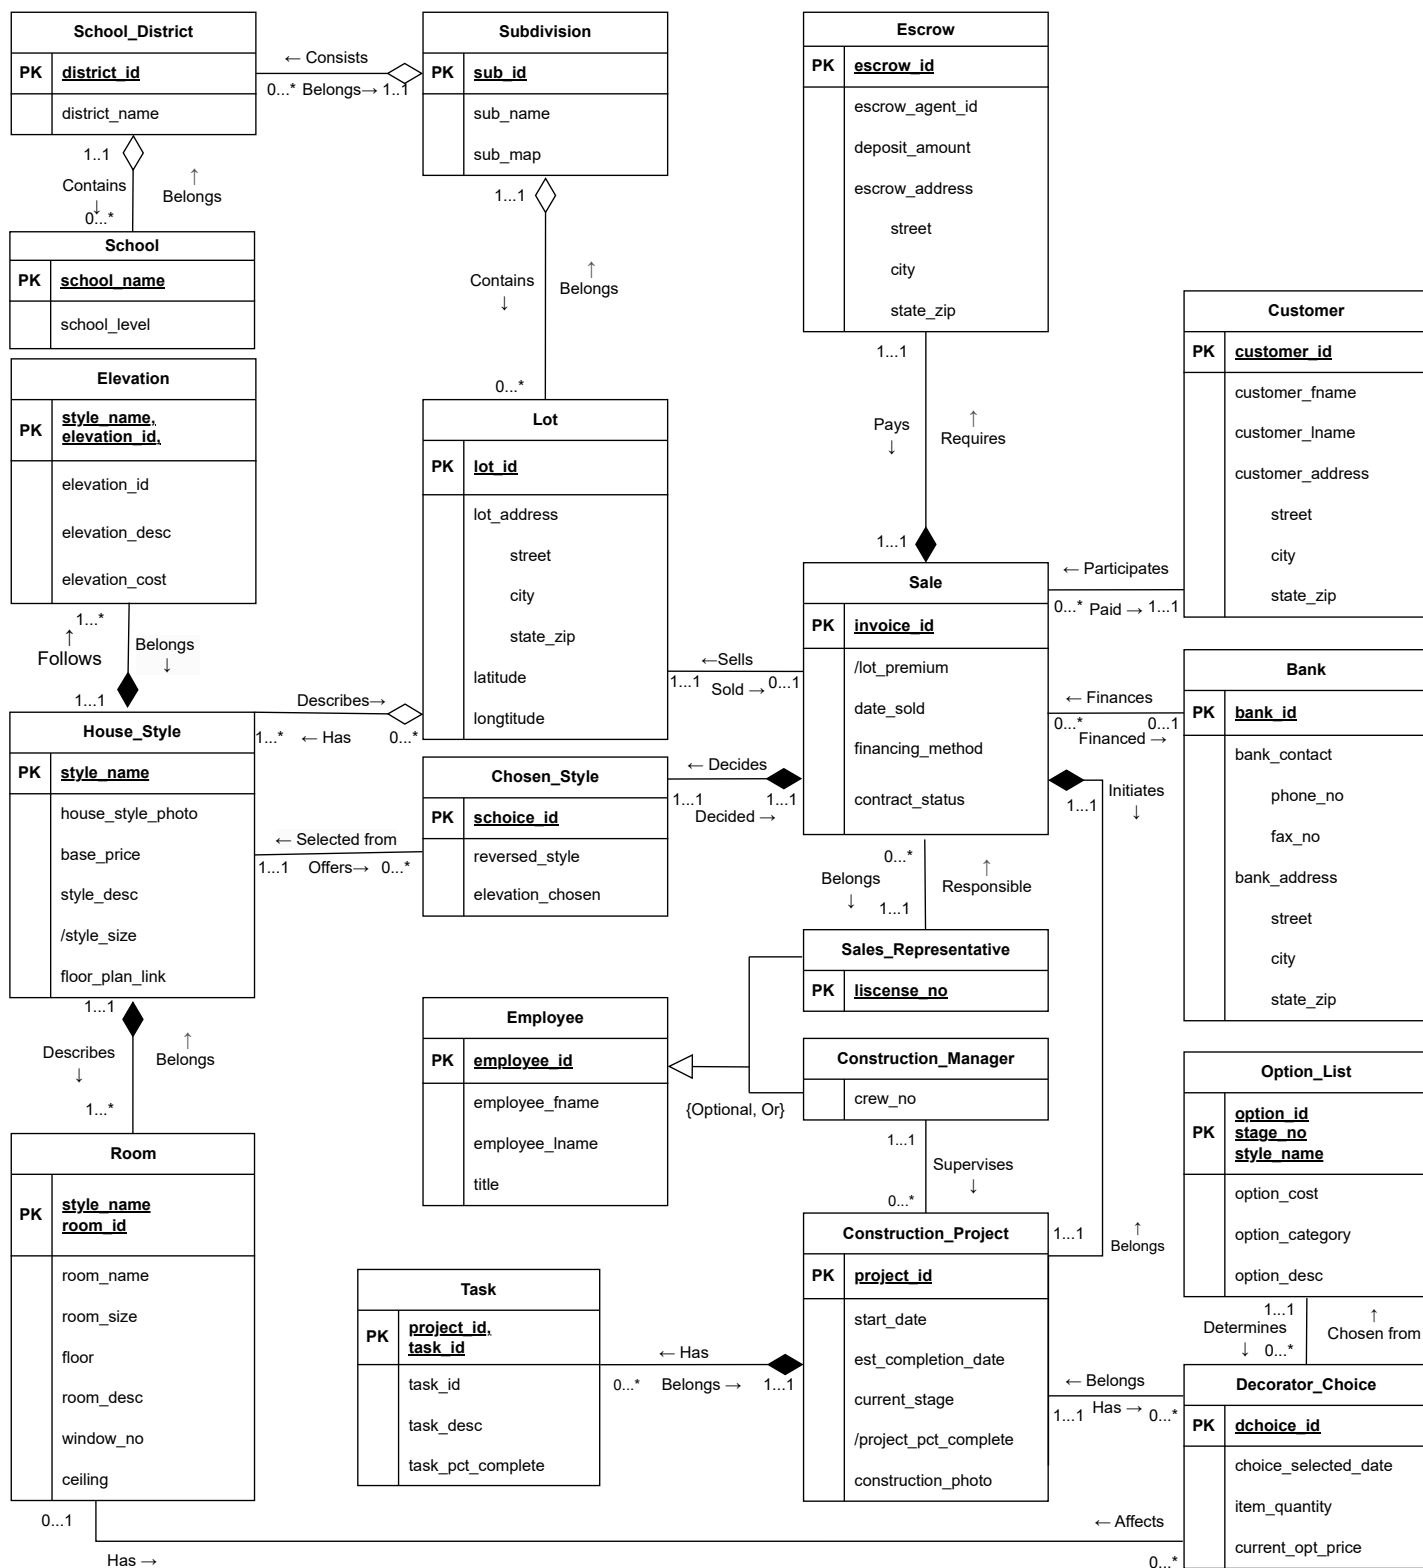 School_District
PK district_id
district_name
← Consists
0...* Belongs→ 1..1
Subdivision
PK sub_id
sub_name
sub_map
Escrow
PK escrow_id
escrow_agent_id
deposit_amount
escrow_address
street
city
state_zip
1..1
Contains
↓
0...*
↑
Belongs
School
PK school_name
school_level
1...1
Contains
↓
↑
Belongs
0...*
1...1
Pays
↓
↑
Requires
1...1
Customer
PK customer_id
customer_fname
customer_lname
customer_address
street
city
state_zip
Elevation
PK style_name,
elevation_id,
elevation_id
elevation_desc
elevation_cost
1...*
↑
Follows
Belongs
↓
1...1
Lot
PK lot_id
lot_address
street
city
state_zip
latitude
longtitude
Describes→
1...* ← Has 0...*
←Sells
1...1 Sold → 0...1
Sale
PK invoice_id
/lot_premium
date_sold
financing_method
contract_status
← Participates
0...* Paid → 1...1
← Finances
0...* 0...1
Financed →
Bank
PK bank_id
bank_contact
phone_no
fax_no
bank_address
street
city
state_zip
House_Style
PK style_name
house_style_photo
base_price
style_desc
/style_size
floor_plan_link
Chosen_Style
PK schoice_id
reversed_style
elevation_chosen
← Decides
1...1 1...1
Decided →
← Selected from
1...1 Offers→ 0...*
1...1
Initiates
↓
0...*
Belongs
↓
1...1
↑
Responsible
Sales_Representative
PK liscense_no
Employee
PK employee_id
employee_fname
employee_lname
title
{Optional, Or}
Construction_Manager
crew_no
1...1
Supervises
↓
0...*
1...1
Describes
↓
↑
Belongs
1...*
Room
PK style_name
room_id
room_name
room_size
floor
room_desc
window_no
ceiling
Task
PK project_id,
task_id
task_id
task_desc
task_pct_complete
← Has
0...* Belongs → 1...1
Construction_Project
PK project_id
start_date
est_completion_date
current_stage
/project_pct_complete
construction_photo
1...1
↑
Belongs
Option_List
PK option_id
stage_no
style_name
option_cost
option_category
option_desc
1...1
Determines
↓ 0...*
↑
Chosen from
← Belongs
1...1 Has → 0...*
Decorator_Choice
PK dchoice_id
choice_selected_date
item_quantity
current_opt_price
0...1
Has →
← Affects
0...*